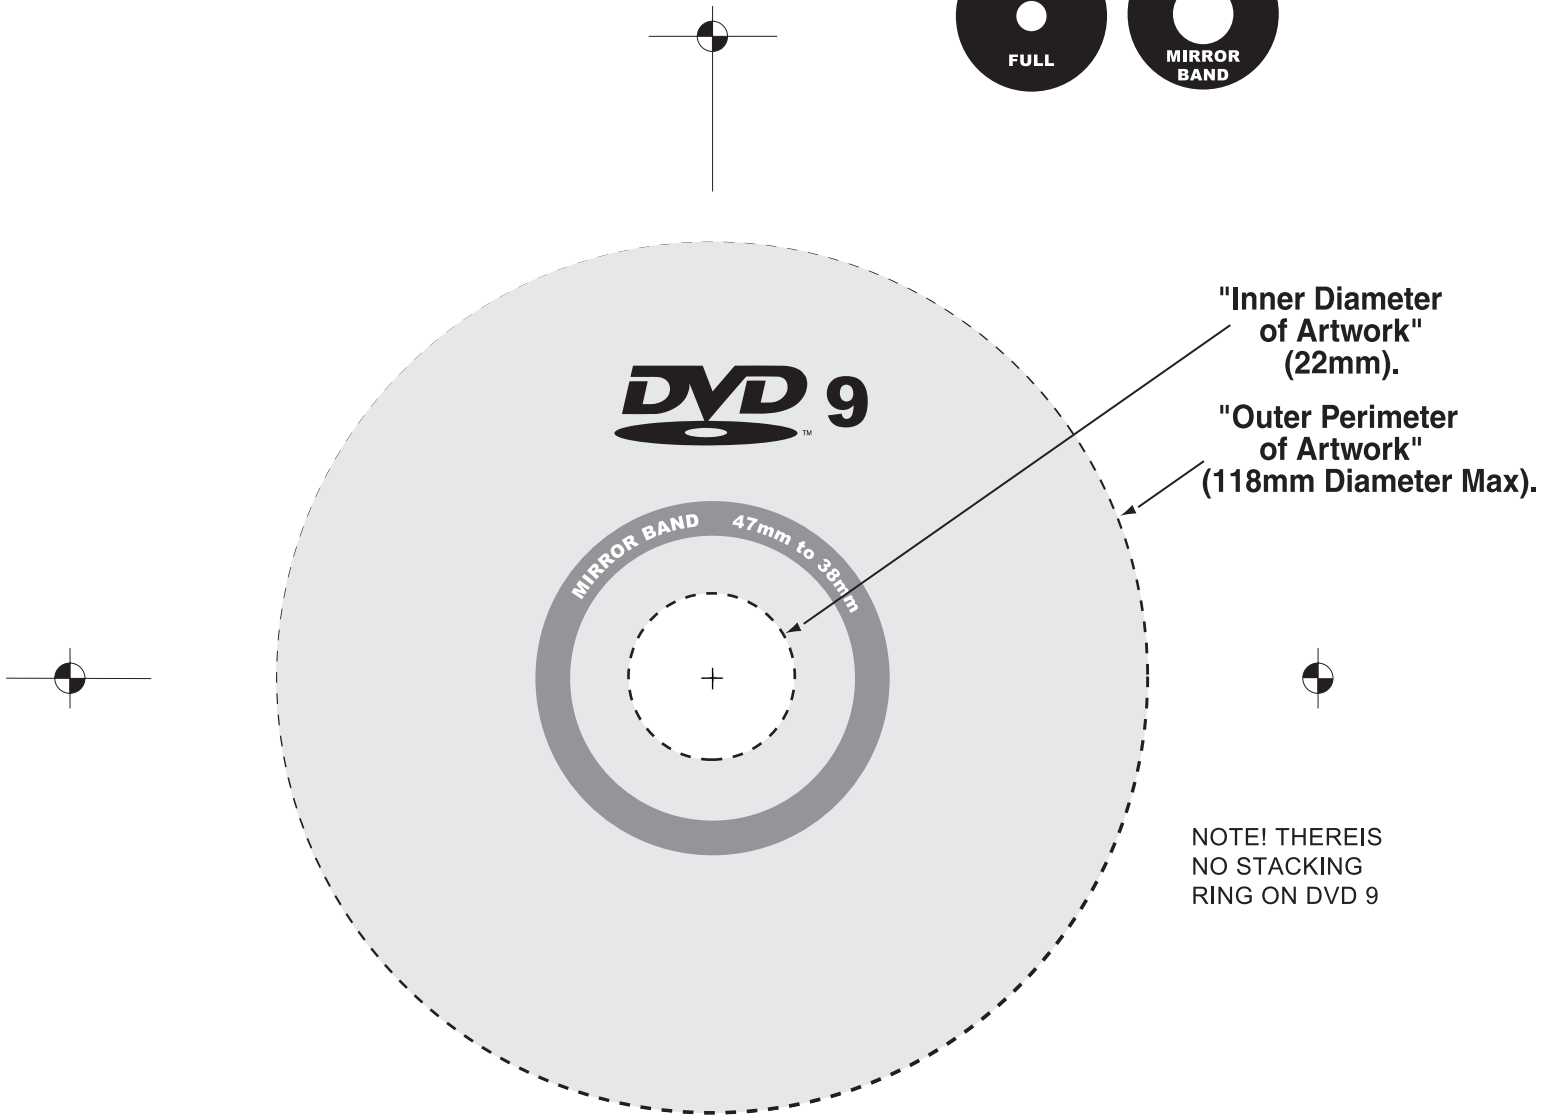 FULL
MIRROR
BAND
"Inner Diameter
of Artwork"
(22mm).
"Outer Perimeter
of Artwork"
(118mm Diameter Max).
DVD 9
TM
MIRROR BAND 47mm to 38mm
NOTE! THEREIS
NO STACKING
RING ON DVD 9